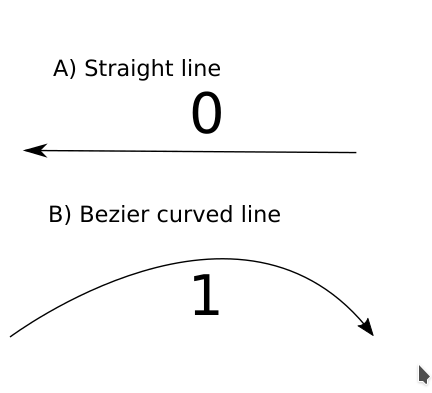 A) Straight line
0
B) Bezier curved line
1